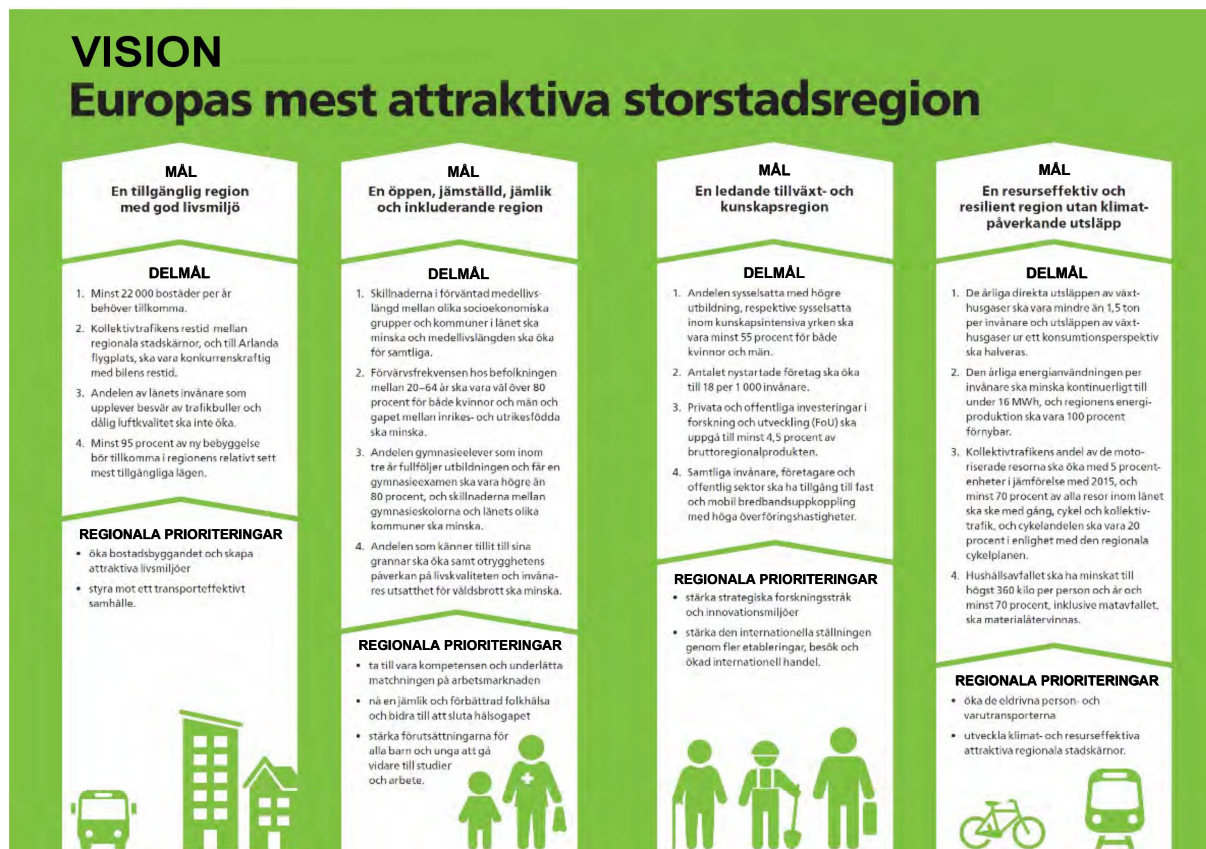 VISION
Europas mest attraktiva storstadsregion
MÅL
En tillgänglig region
med god livsmiljö
DELMÅL
1. Minst 22 000 bostäder per år
behöver tillkomma.
2. Kollektivtrafikens restid mellan
regionala stadskärnor, och till Arlanda
flygplats, ska vara konkurrenskraftig
med bilens restid.
3. Andelen av länets invånare som
upplever besvär av trafikbuller och
dålig luftkvalitet ska inte öka.
4. Minst 95 procent av ny bebyggelse
bör tillkomma i regionens relativt sett
mest tillgängliga lägen.
REGIONALA PRIORITERINGAR
• öka bostadsbyggandet och skapa
attraktiva livsmiljöer
• styra mot ett transporteffektivt
samhälle.
MÅL
En öppen, jämställd, jämlik
och inkluderande region
DELMÅL
1. Skillnaderna i förväntad medellivs-
längd mellan olika socioekonomiska
grupper och kommuner i länet ska
minska och medellivslängden ska öka
för samtliga.
2. Förvärvsfrekvensen hos befolkningen
mellan 20–64 år ska vara väl över 80
procent för både kvinnor och män och
gapet mellan inrikes- och utrikesfödda
ska minska.
3. Andelen gymnasieelever som inom
tre år fullföljer utbildningen och får en
gymnasieexamen ska vara högre än
80 procent, och skillnaderna mellan
gymnasieskolorna och länets olika
kommuner ska minska.
4. Andelen som känner tillit till sina
grannar ska öka samt otrygghetens
påverkan på livskvaliteten och invåna-
res utsatthet för våldsbrott ska minska.
REGIONALA PRIORITERINGAR
• ta till vara kompetensen och underlätta
matchningen på arbetsmarknaden
• nå en jämlik och förbättrad folkhälsa
och bidra till att sluta hälsogapet
• stärka förutsättningarna för
alla barn och unga att gå
vidare till studier
och arbete.
MÅL
En ledande tillväxt- och
kunskapsregion
DELMÅL
1. Andelen sysselsatta med högre
utbildning, respektive sysselsatta
inom kunskapsintensiva yrken ska
vara minst 55 procent för både
kvinnor och män.
2. Antalet nystartade företag ska öka
till 18 per 1 000 invånare.
3. Privata och offentliga investeringar i
forskning och utveckling (FoU) ska
uppgå till minst 4,5 procent av
bruttoregionalprodukten.
4. Samtliga invånare, företagare och
offentlig sektor ska ha tillgång till fast
och mobil bredbandsuppkoppling
med höga överföringshastigheter.
REGIONALA PRIORITERINGAR
• stärka strategiska forskningsstråk
och innovationsmiljöer
• stärka den internationella ställningen
genom fler etableringar, besök och
ökad internationell handel.
MÅL
En resurseffektiv och
resilient region utan klimat-
påverkande utsläpp
DELMÅL
1. De årliga direkta utsläppen av växt-
husgaser ska vara mindre än 1,5 ton
per invånare och utsläppen av växt-
husgaser ur ett konsumtionsperspektiv
ska halveras.
2. Den årliga energianvändningen per
invånare ska minska kontinuerligt till
under 16 MWh, och regionens energi-
produktion ska vara 100 procent
förnybar.
3. Kollektivtrafikens andel av de moto-
riserade resorna ska öka med 5 procent-
enheter i jämförelse med 2015, och
minst 70 procent av alla resor inom länet
ska ske med gång, cykel och kollektiv-
trafik, och cykelandelen ska vara 20
procent i enlighet med den regionala
cykelplanen.
4. Hushållsavfallet ska ha minskat till
högst 360 kilo per person och år och
minst 70 procent, inklusive matavfallet,
ska materialåtervinnas.
REGIONALA PRIORITERINGAR
• öka de eldrivna person- och
varutransporterna
• utveckla klimat- och resurseffektiva
attraktiva regionala stadskärnor.